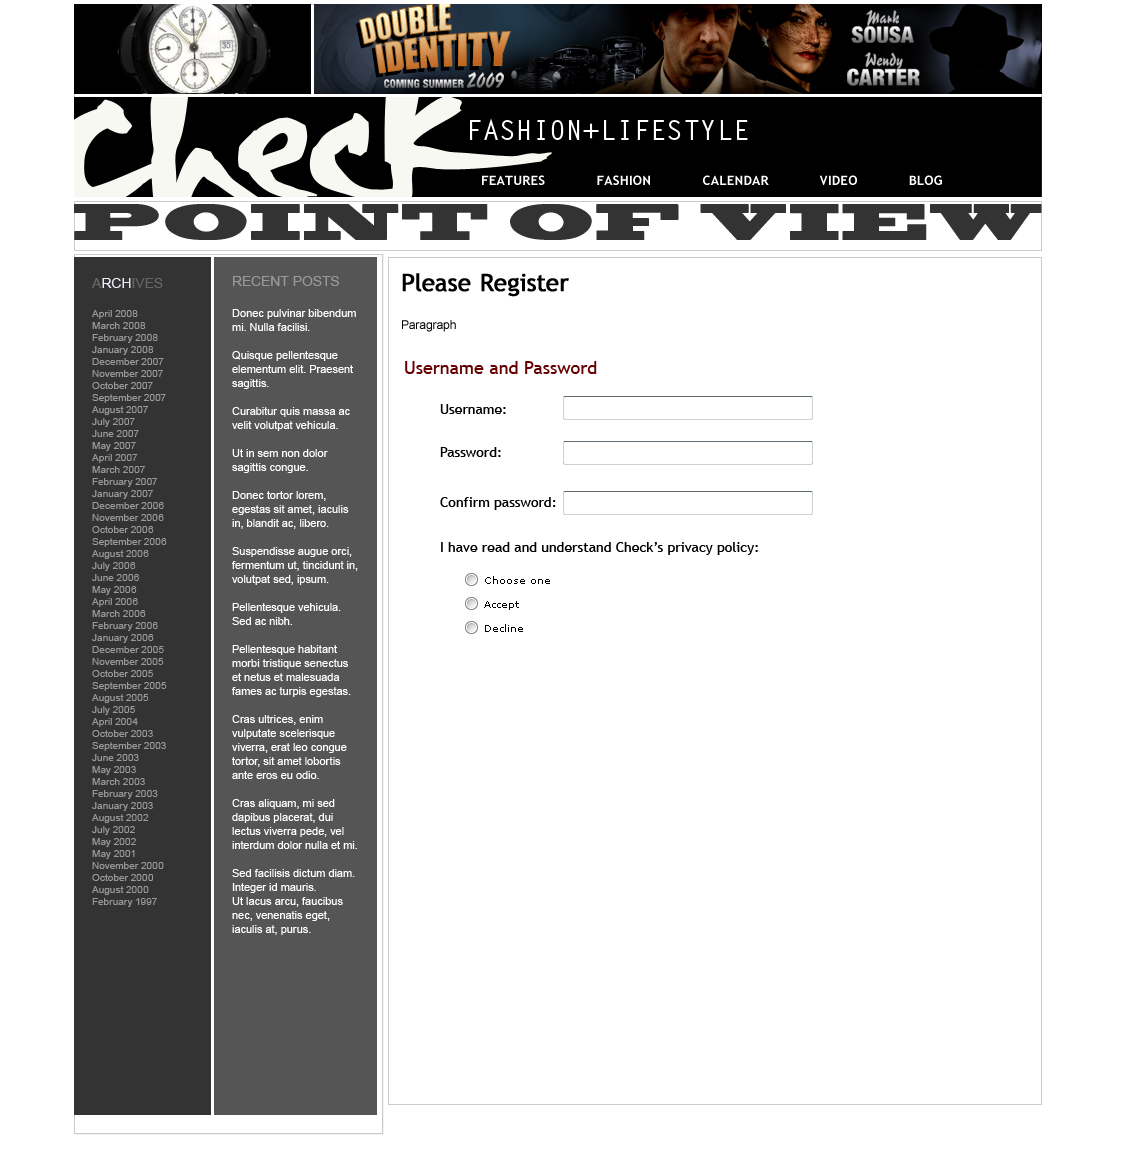 DOUBLE
IDENTITY
COMING SUMMER 2009
Mark
SOUSA
Wendy
CARTER
Check
FASHION+LIFESTYLE
FEATURES FASHION CALENDAR VIDEO BLOG
POINT OF VIEW
ARCHIVES
April 2008
March 2008
February 2008
January 2008
December 2007
November 2007
October 2007
September 2007
August 2007
July 2007
June 2007
May 2007
April 2007
March 2007
February 2007
January 2007
December 2006
November 2006
October 2006
September 2006
August 2006
July 2006
June 2006
May 2006
April 2006
March 2006
February 2006
January 2006
December 2005
November 2005
October 2005
September 2005
August 2005
July 2005
April 2004
October 2003
September 2003
June 2003
May 2003
March 2003
February 2003
January 2003
August 2002
July 2002
May 2002
May 2001
November 2000
October 2000
August 2000
February 1997
RECENT POSTS
Donec pulvinar bibendum
mi. Nulla facilisi.
Quisque pellentesque
elementum elit. Praesent
sagittis.
Curabitur quis massa ac
velit volutpat vehicula.
Ut in sem non dolor
sagittis congue.
Donec tortor lorem,
egestas sit amet, iaculis
in, blandit ac, libero.
Suspendisse augue orci,
fermentum ut, tincidunt in,
volutpat sed, ipsum.
Pellentesque vehicula.
Sed ac nibh.
Pellentesque habitant
morbi tristique senectus
et netus et malesuada
fames ac turpis egestas.
Cras ultrices, enim
vulputate scelerisque
viverra, erat leo congue
tortor, sit amet lobortis
ante eros eu odio.
Cras aliquam, mi sed
dapibus placerat, dui
lectus viverra pede, vel
interdum dolor nulla et mi.
Sed facilisis dictum diam.
Integer id mauris.
Ut lacus arcu, faucibus
nec, venenatis eget,
iaculis at, purus.
Please Register
Paragraph
Username and Password
Username:
Password:
Confirm password:
I have read and understand Check's privacy policy:
Choose one
Accept
Decline